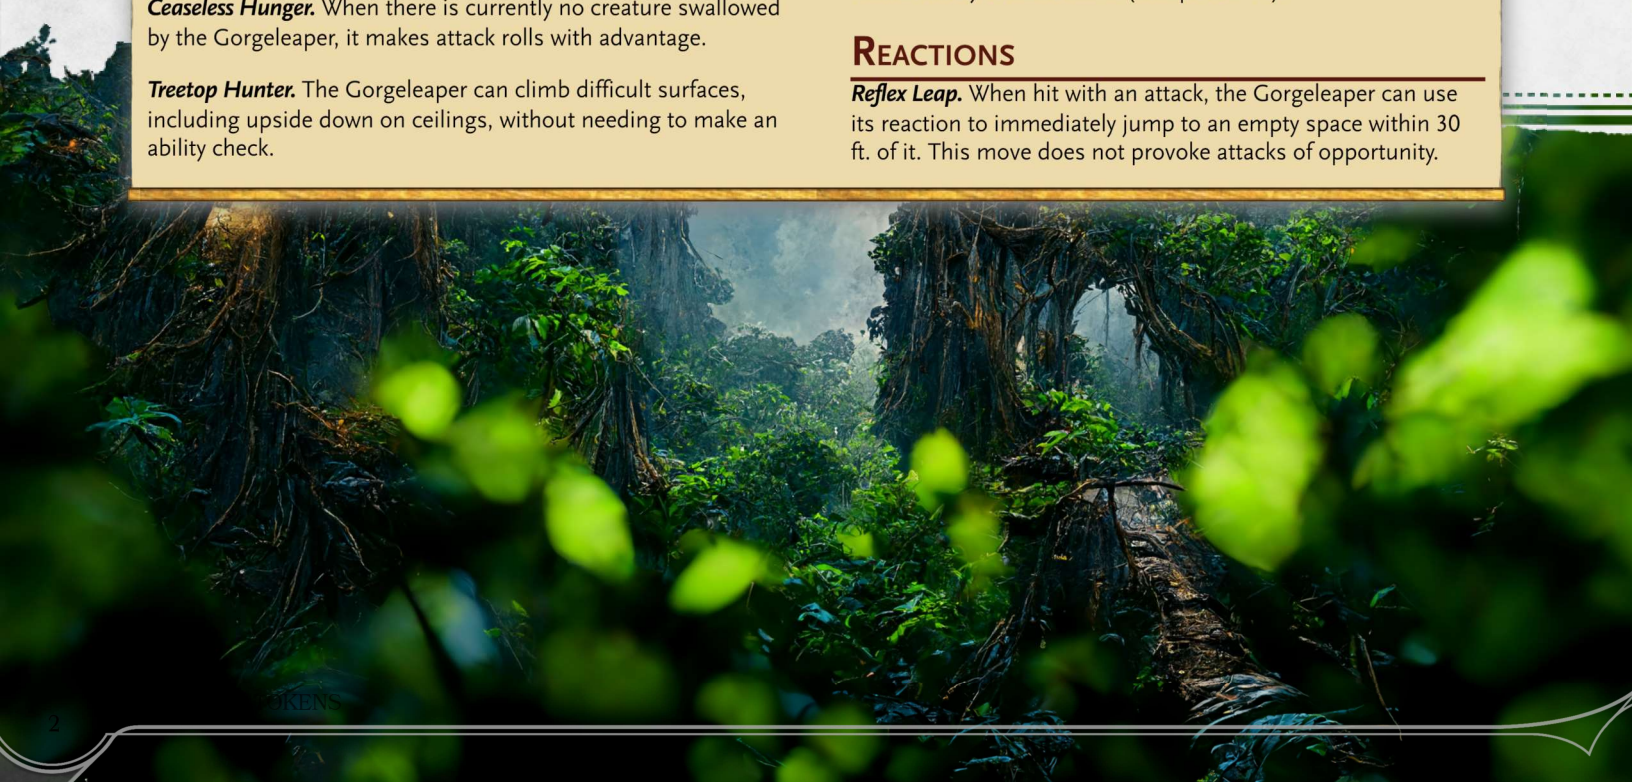 Ceaseless Hunger. When there is currently no creature swallowed
by the Gorgeleaper, it makes attack rolls with advantage.
Treetop Hunter. The Gorgeleaper can climb difficult surfaces,
including upside down on ceilings, without needing to make an
ability check.
REACTIONS
Reflex Leap. When hit with an attack, the Gorgeleaper can use
its reaction to immediately jump to an empty space within 30
ft. of it. This move does not provoke attacks of opportunity.
2